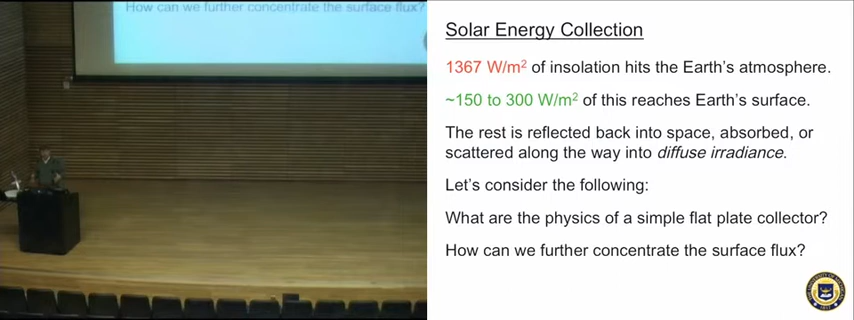 How can we further concentrate the surface flux?
Solar Energy Collection
1367 W/m² of insolation hits the Earth's atmosphere.
~150 to 300 W/m² of this reaches Earth's surface.
The rest is reflected back into space, absorbed, or
scattered along the way into diffuse irradiance.
Let's consider the following:
What are the physics of a simple flat plate collector?
How can we further concentrate the surface flux?